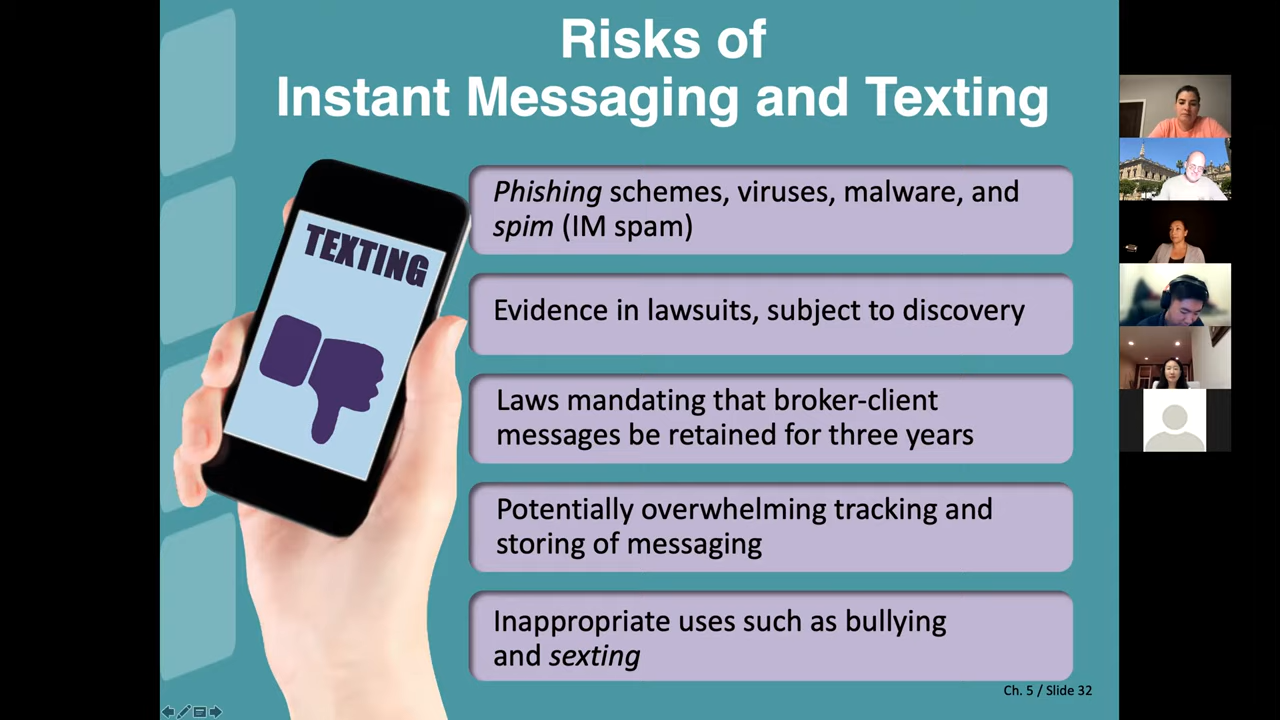 Risks of
Instant Messaging and Texting
TEXTING
Phishing schemes, viruses, malware, and
spim (IM spam)
Evidence in lawsuits, subject to discovery
Laws mandating that broker-client
messages be retained for three years
Potentially overwhelming tracking and
storing of messaging
Inappropriate uses such as bullying
and sexting
Ch. 5 / Slide 32